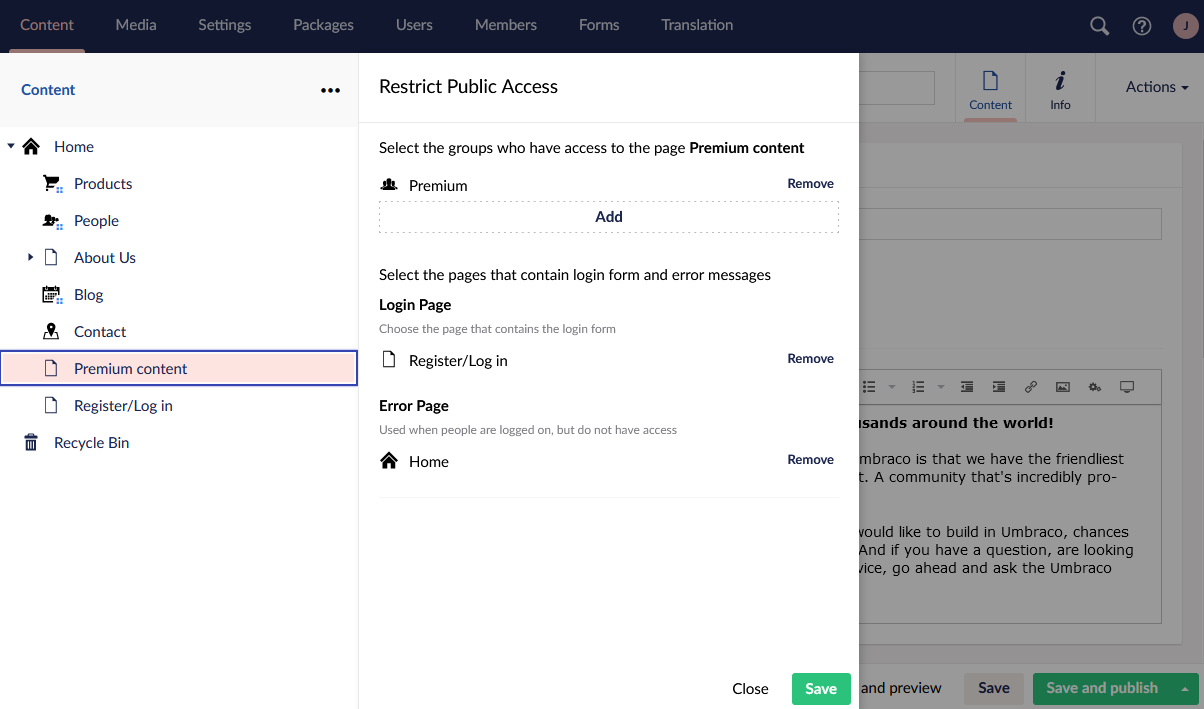 Content Media Settings Packages Users Members Forms Translation
J
Content
•••
Home
Products
People
About Us
Blog
Contact
Premium content
Register/Log in
Recycle Bin
Restrict Public Access
Select the groups who have access to the page Premium content
Premium Remove
Add
Select the pages that contain login form and error messages
Login Page
Choose the page that contains the login form
Register/Log in Remove
Error Page
Used when people are logged on, but do not have access
Home Remove
Close Save
Content Info Actions
around the world!
is that we have the friendliest
A community that's incredibly pro-
would like to build in Umbraco, chances
And if you have a question, are looking
go ahead and ask the Umbraco
and preview Save Save and publish